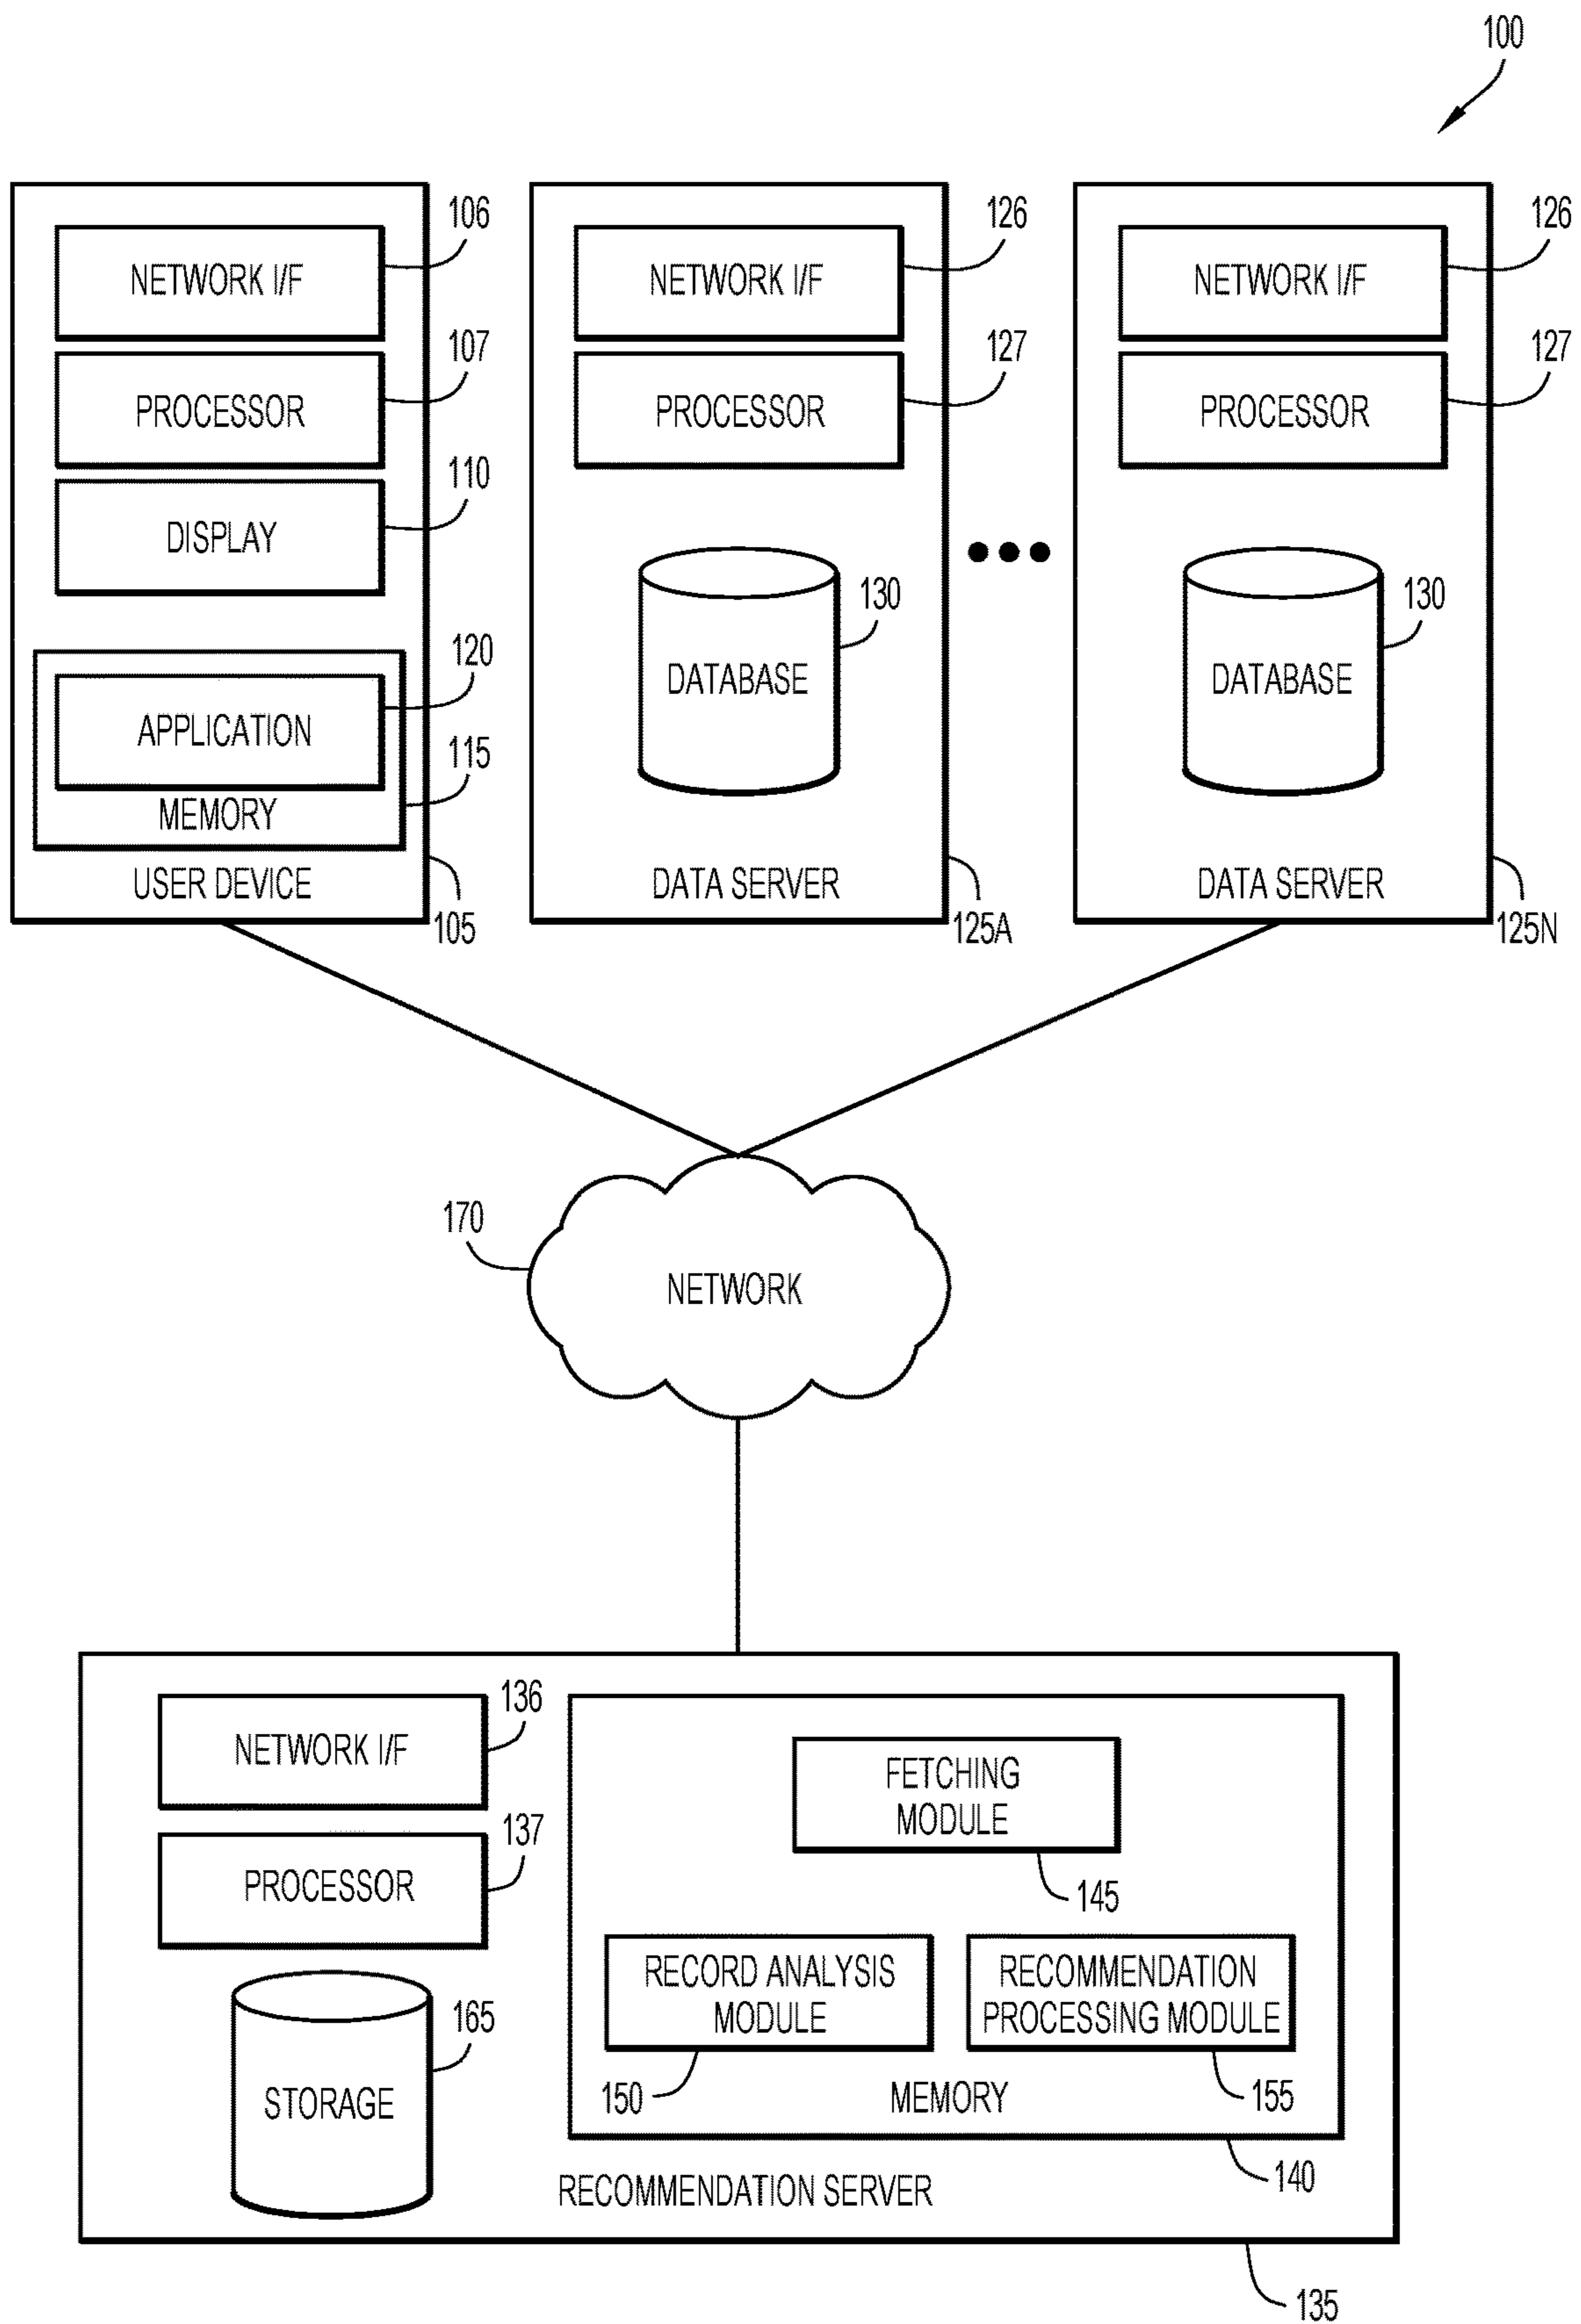 100
106
NETWORK I/F
107
PROCESSOR
110
DISPLAY
120
APPLICATION
115
MEMORY
USER DEVICE
105
126
NETWORK I/F
127
PROCESSOR
130
DATABASE
DATA SERVER
125A
126
NETWORK I/F
127
PROCESSOR
130
DATABASE
DATA SERVER
125N
170
NETWORK
136
NETWORK I/F
137
PROCESSOR
165
STORAGE
FETCHING
MODULE
145
RECORD ANALYSIS
MODULE
150
RECOMMENDATION
PROCESSING MODULE
155
MEMORY
140
RECOMMENDATION SERVER
135